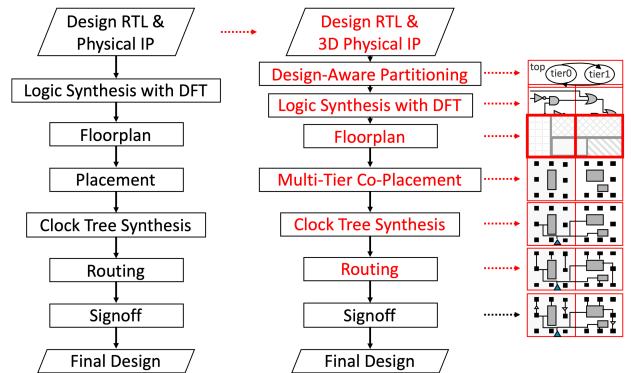 Design RTL &
Physical IP
Logic Synthesis with DFT
Floorplan
Placement
Clock Tree Synthesis
Routing
Signoff
Final Design
Design RTL &
3D Physical IP
Design-Aware Partitioning
Logic Synthesis with DFT
Floorplan
Multi-Tier Co-Placement
Clock Tree Synthesis
Routing
Signoff
Final Design
top
tier0
tier1